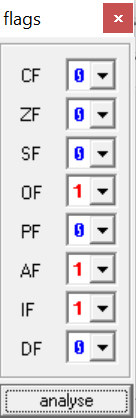 flags
CF 0
ZF 0
SF 0
OF 1
PF 0
AF 1
IF 1
DF 0
analyse